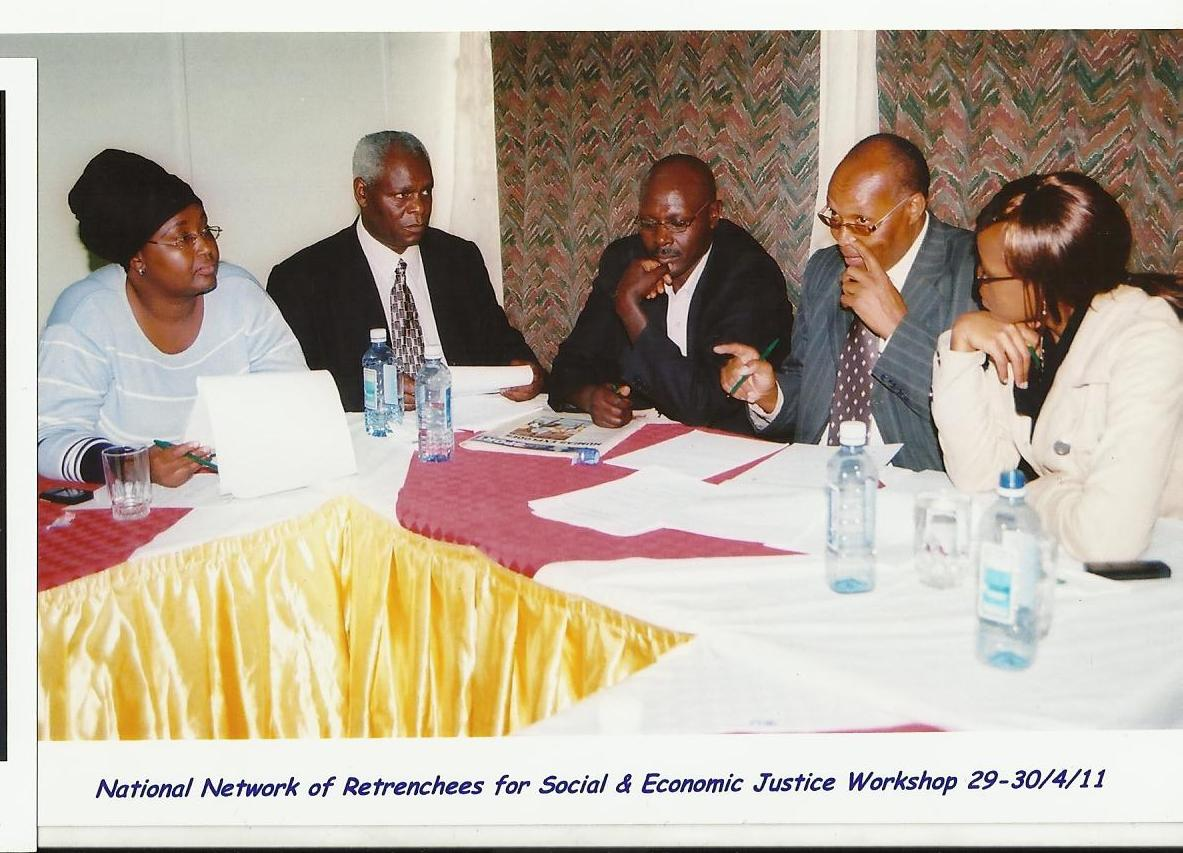 National Network of Retrenchees for Social & Economic Justice Workshop 29-30/4/11